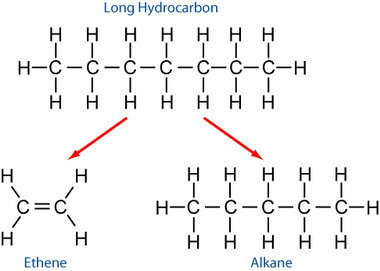 Long Hydrocarbon
H H H H H H H
H—C—C—C—C—C—C—C—H
H H H H H H H
H H
C=C
H H
Ethene
H H H H H
H—C—C—C—C—C—H
H H H H H
Alkane